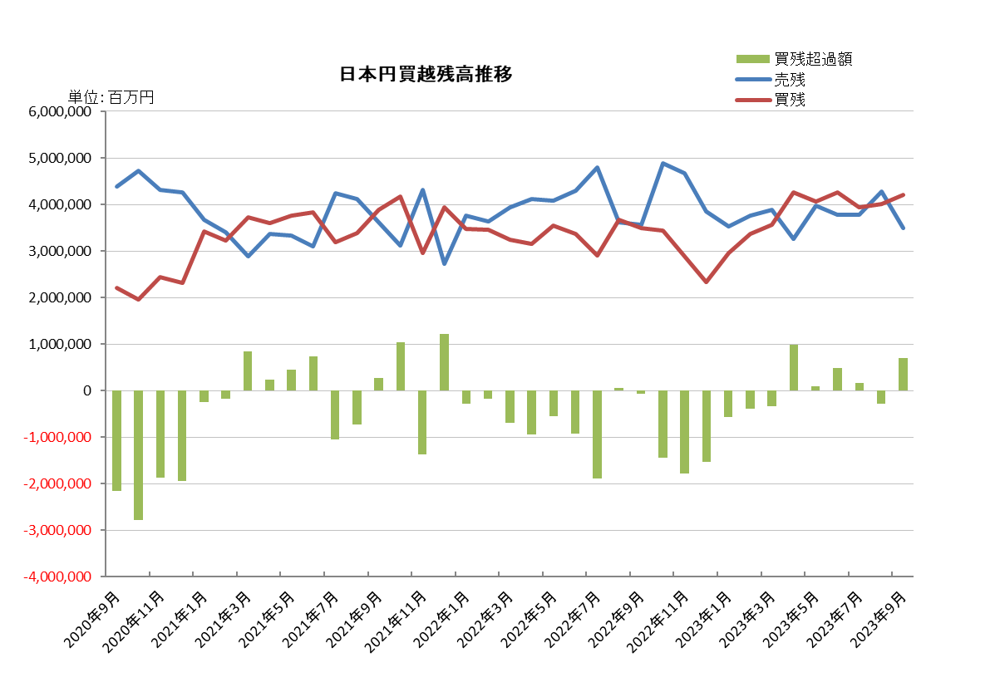 日本円買越残高推移
買残超過額
売残
買残
単位：百万円
6,000,000
5,000,000
4,000,000
3,000,000
2,000,000
1,000,000
0
-1,000,000
-2,000,000
-3,000,000
-4,000,000
2020年9月
2020年11月
2021年1月
2021年3月
2021年5月
2021年7月
2021年9月
2021年11月
2022年1月
2022年3月
2022年5月
2022年7月
2022年9月
2022年11月
2023年1月
2023年3月
2023年5月
2023年7月
2023年9月